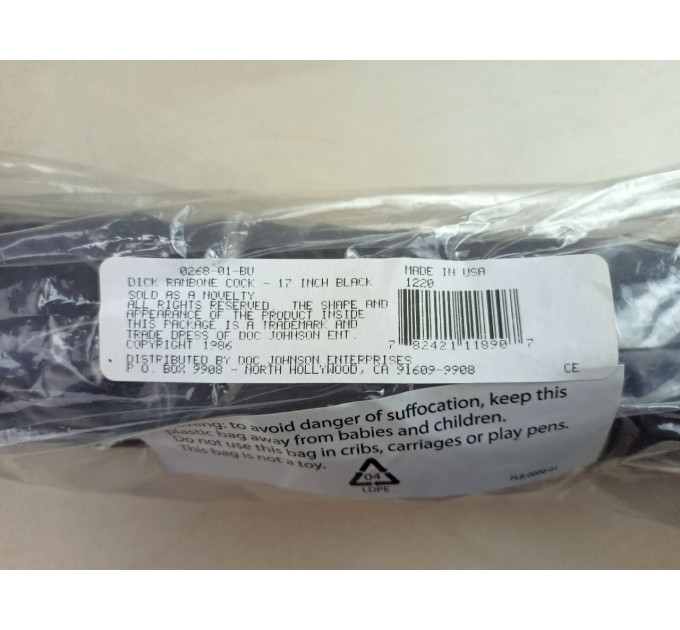 0268-01-BU
DICK RAMBONE COCK - 17 INCH BLACK
SOLD AS A NOVELTY
ALL RIGHTS RESERVED. THE SHAPE AND
APPEARANCE OF THE PRODUCT INSIDE
THIS PACKAGE IS A TRADEMARK AND
TRADE DRESS OF DOC JOHNSON ENT.
COPYRIGHT 1986
DISTRIBUTED BY DOC JOHNSON ENTERPRISES
P.O. BOX 9908 - NORTH HOLLYWOOD, CA 91609-9908
MADE IN USA
1220
7 82421 11890 7
CE
to avoid danger of suffocation, keep this
plastic bag away from babies and children.
Do not use this bag in cribs, carriages or play pens.
This bag is not a toy.
04
LDPE